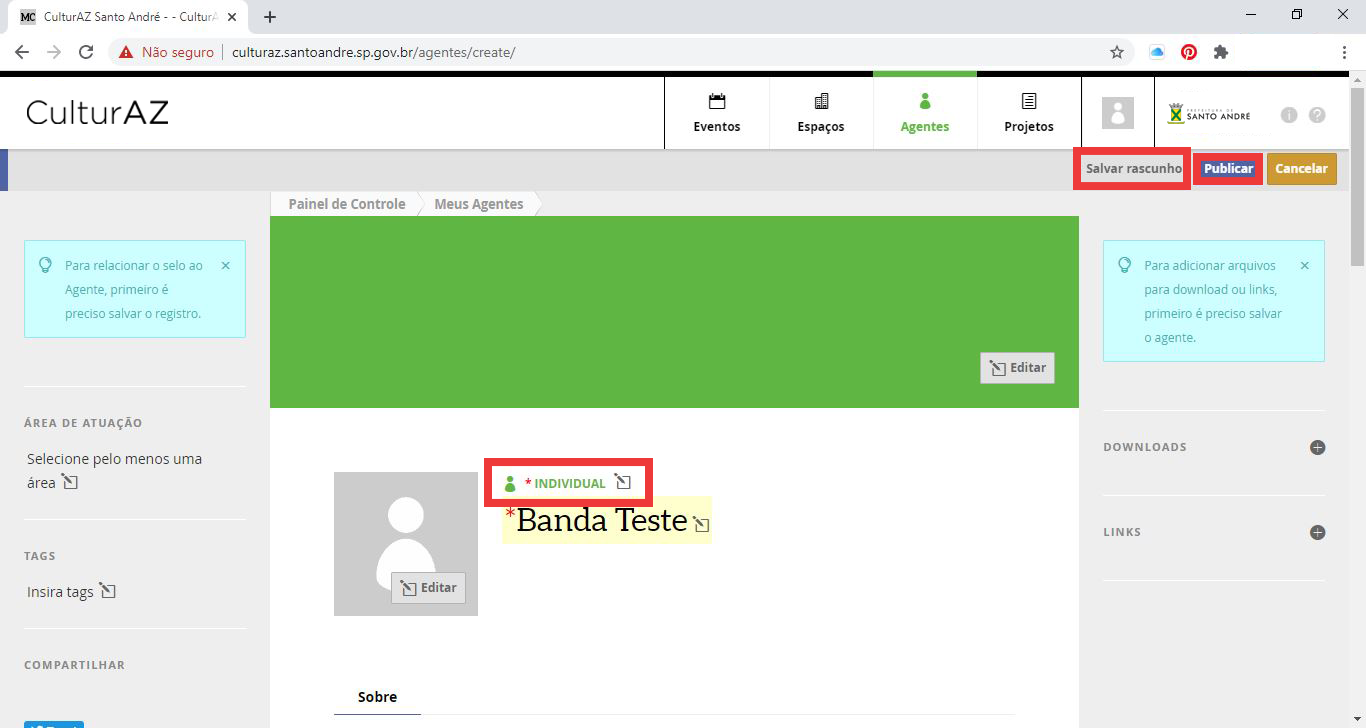 MC CulturAZ Santo André - - CulturA
Não seguro culturaz.santoandre.sp.gov.br/agentes/create/
CulturAZ
Eventos
Espaços
Agentes
Projetos
PREFEITURA DE
SANTO ANDRÉ
Salvar rascunho
Publicar
Cancelar
Painel de Controle
Meus Agentes
Para relacionar o selo ao
Agente, primeiro é
preciso salvar o registro.
ÁREA DE ATUAÇÃO
Selecione pelo menos uma
área
TAGS
Insira tags
COMPARTILHAR
Editar
* INDIVIDUAL
*Banda Teste
Editar
Sobre
Para adicionar arquivos
para download ou links,
primeiro é preciso salvar
o agente.
DOWNLOADS
LINKS